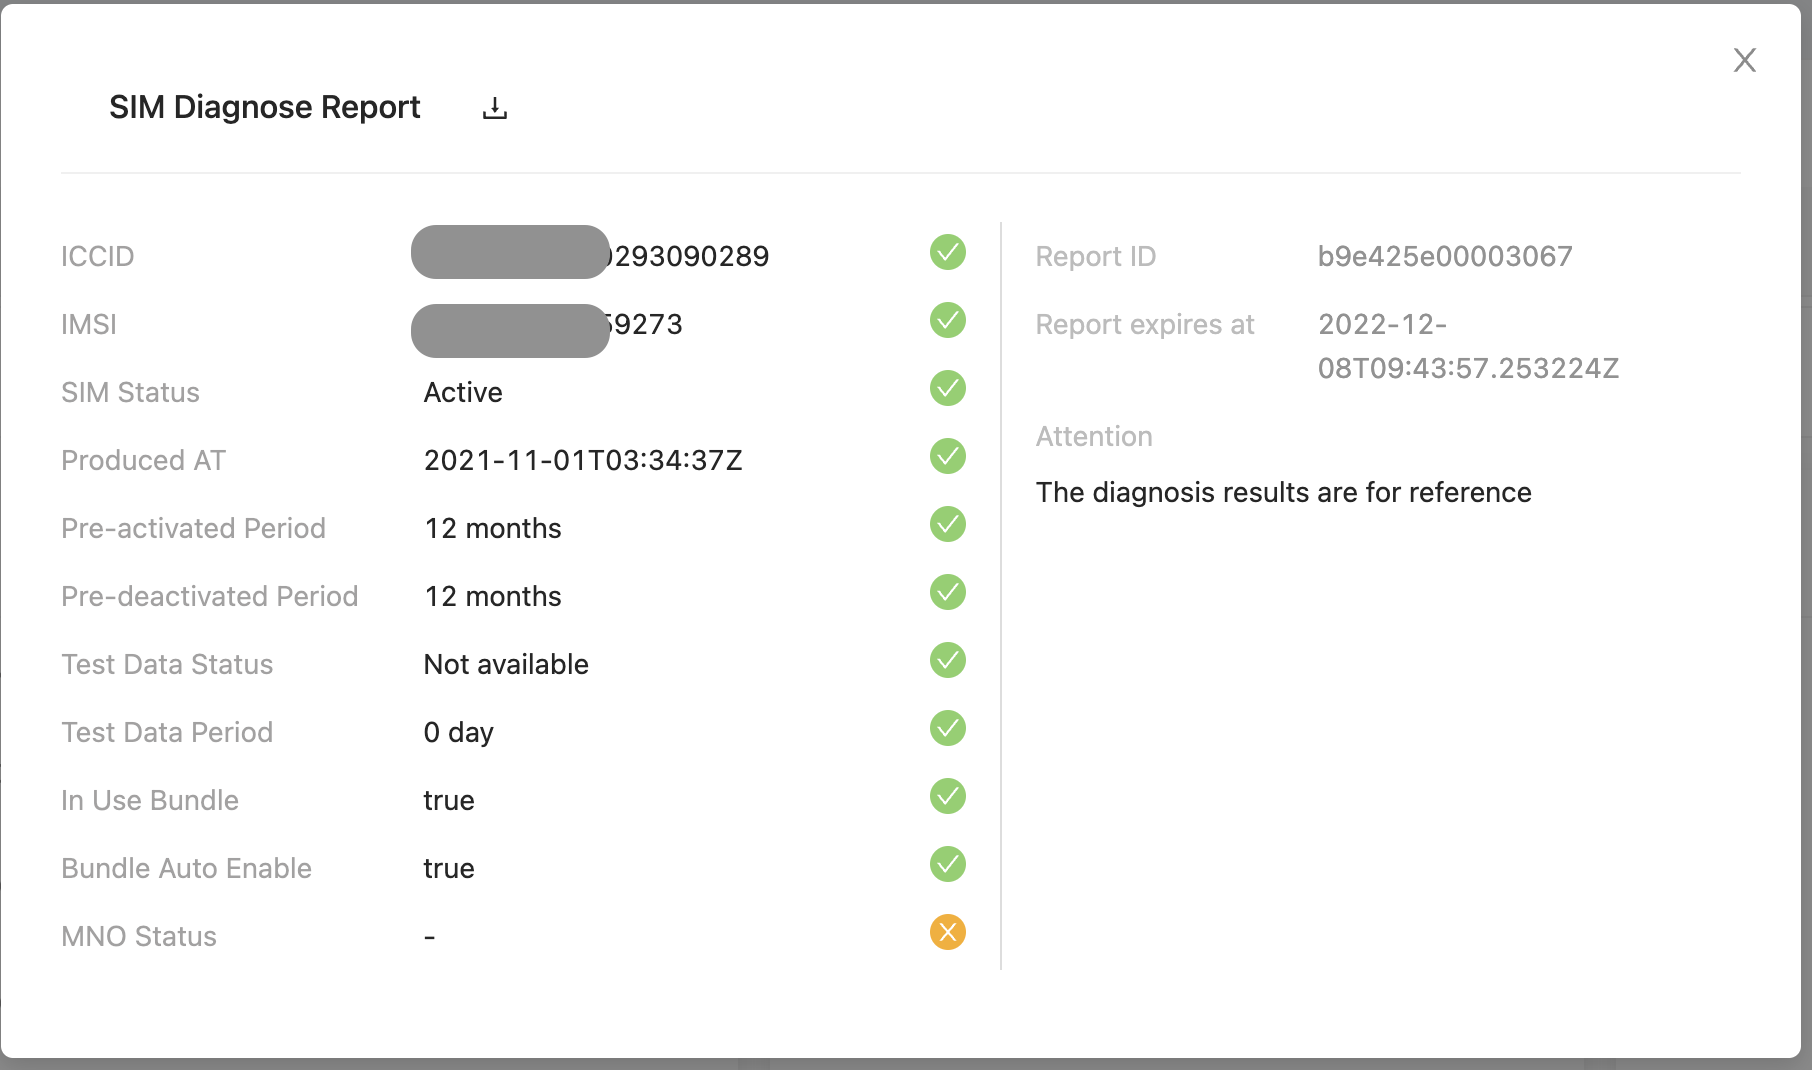 SIM Diagnose Report
ICCID 293090289
IMSI 9273
SIM Status Active
Produced AT 2021-11-01T03:34:37Z
Pre-activated Period 12 months
Pre-deactivated Period 12 months
Test Data Status Not available
Test Data Period 0 day
In Use Bundle true
Bundle Auto Enable true
MNO Status -
Report ID b9e425e00003067
Report expires at 2022-12-
08T09:43:57.253224Z
Attention
The diagnosis results are for reference